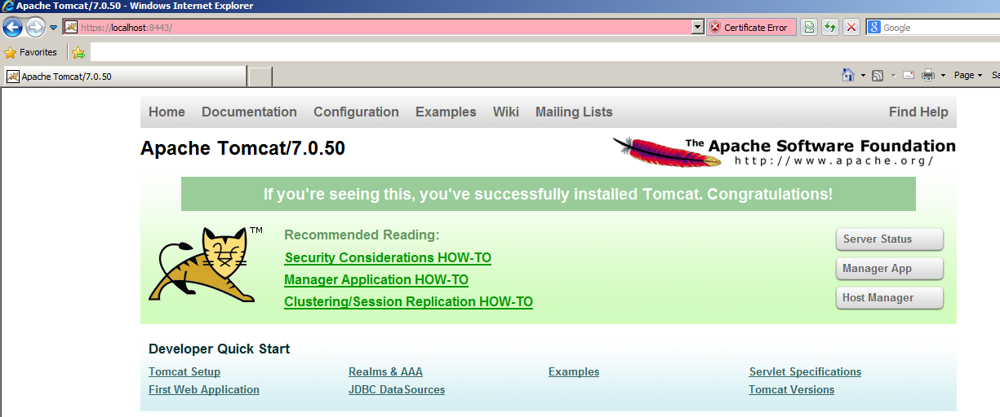 Apache Tomcat/7.0.50 - Windows Internet Explorer
https://localhost:8443/
Certificate Error
Google
Favorites
Apache Tomcat/7.0.50
Page
Sa
Home Documentation Configuration Examples Wiki Mailing Lists Find Help
Apache Tomcat/7.0.50
The Apache Software Foundation
http://www.apache.org/
If you're seeing this, you've successfully installed Tomcat. Congratulations!
TM
Recommended Reading:
Security Considerations HOW-TO
Manager Application HOW-TO
Clustering/Session Replication HOW-TO
Server Status
Manager App
Host Manager
Developer Quick Start
Tomcat Setup Realms & AAA Examples Servlet Specifications
First Web Application JDBC DataSources Tomcat Versions